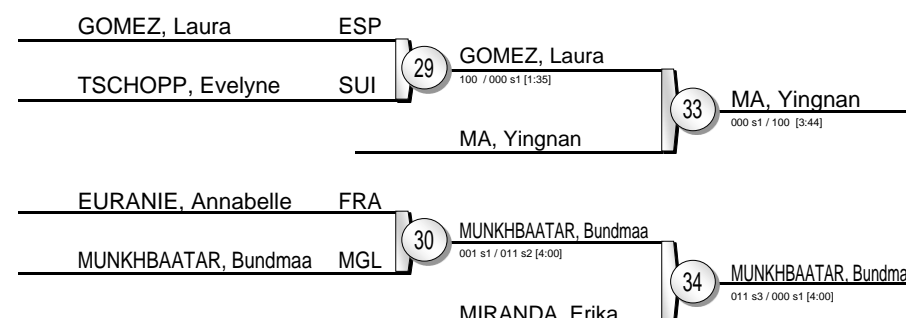 GOMEZ, Laura ESP
TSCHOPP, Evelyne SUI
29
GOMEZ, Laura
100 / 000 s1 [1:35]
MA, Yingnan
33
MA, Yingnan
000 s1 / 100 [3:44]
EURANIE, Annabelle FRA
MUNKHBAATAR, Bundmaa MGL
30
MUNKHBAATAR, Bundmaa
001 s1 / 011 s2 [4:00]
MIRANDA, Erika
34
MUNKHBAATAR, Bundma
011 s3 / 000 s1 [4:00]